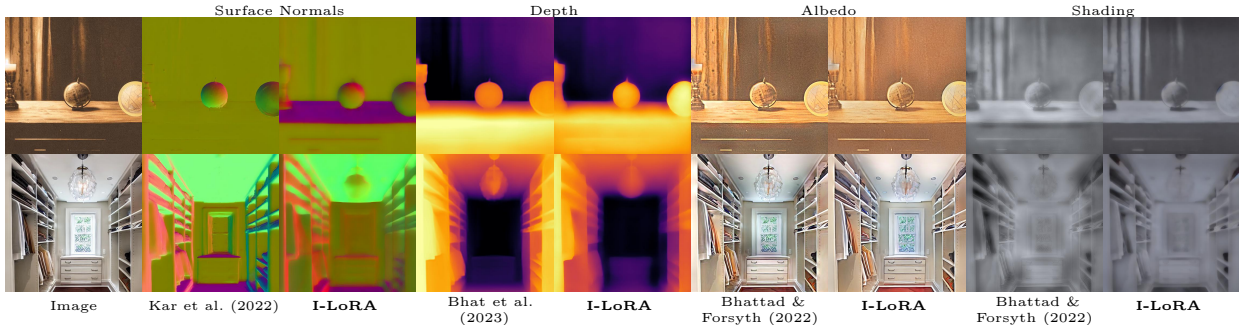 Surface Normals Depth Albedo Shading
Image Kar et al. (2022) I-LoRA Bhat et al. (2023) I-LoRA Bhattad & Forsyth (2022) I-LoRA Bhattad & Forsyth (2022) I-LoRA